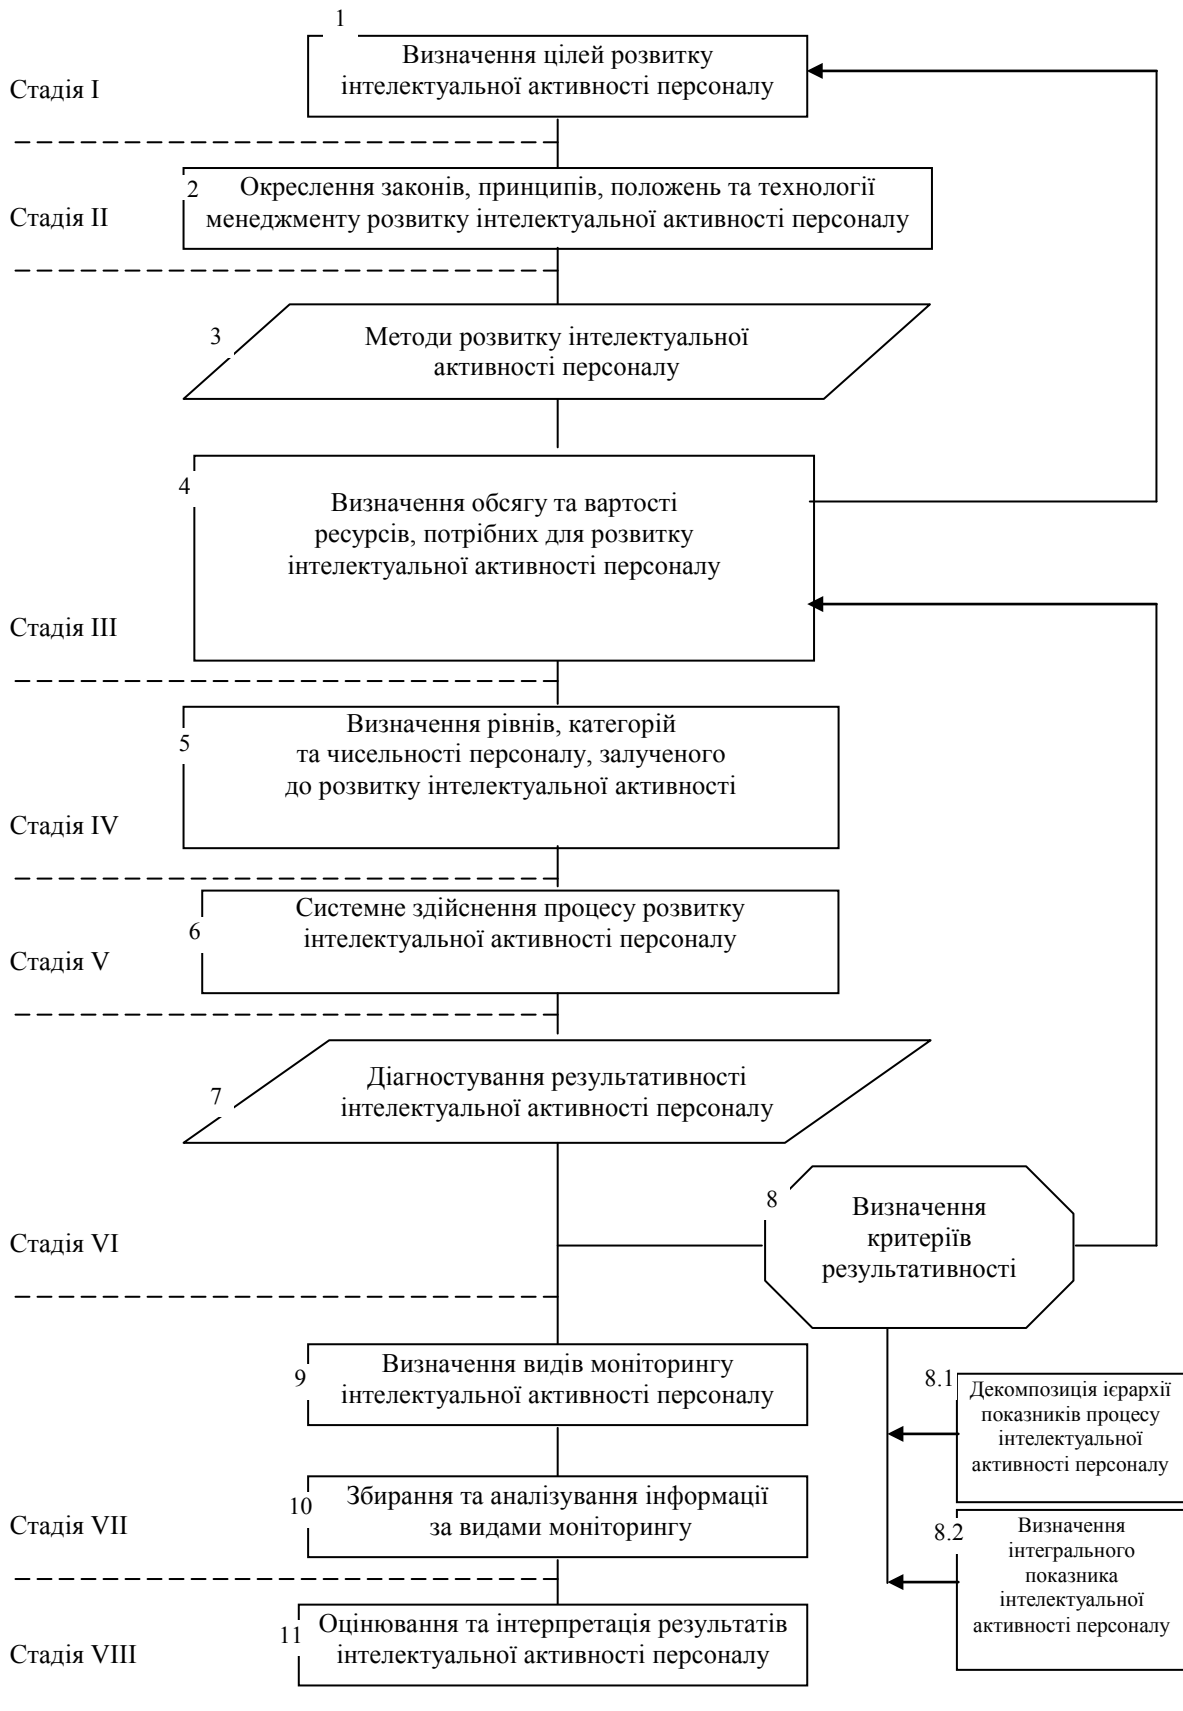 1
Визначення цілей розвитку
інтелектуальної активності персоналу
Стадія I
2
Окреслення законів, принципів, положень та технології
менеджменту розвитку інтелектуальної активності персоналу
Стадія II
3
Методи розвитку інтелектуальної
активності персоналу
4
Визначення обсягу та вартості
ресурсів, потрібних для розвитку
інтелектуальної активності персоналу
Стадія III
5
Визначення рівнів, категорій
та чисельності персоналу, залученого
до розвитку інтелектуальної активності
Стадія IV
6
Системне здійснення процесу розвитку
інтелектуальної активності персоналу
Стадія V
7
Діагностування результативності
інтелектуальної активності персоналу
8
Визначення
критеріїв
результативності
Стадія VI
9
Визначення видів моніторингу
інтелектуальної активності персоналу
8.1
Декомпозиція ієрархії
показників процесу
інтелектуальної
активності персоналу
10
Збирання та аналізування інформації
за видами моніторингу
Стадія VII
8.2
Визначення
інтегрального
показника
інтелектуальної
активності персоналу
11
Оцінювання та інтерпретація результатів
інтелектуальної активності персоналу
Стадія VIII